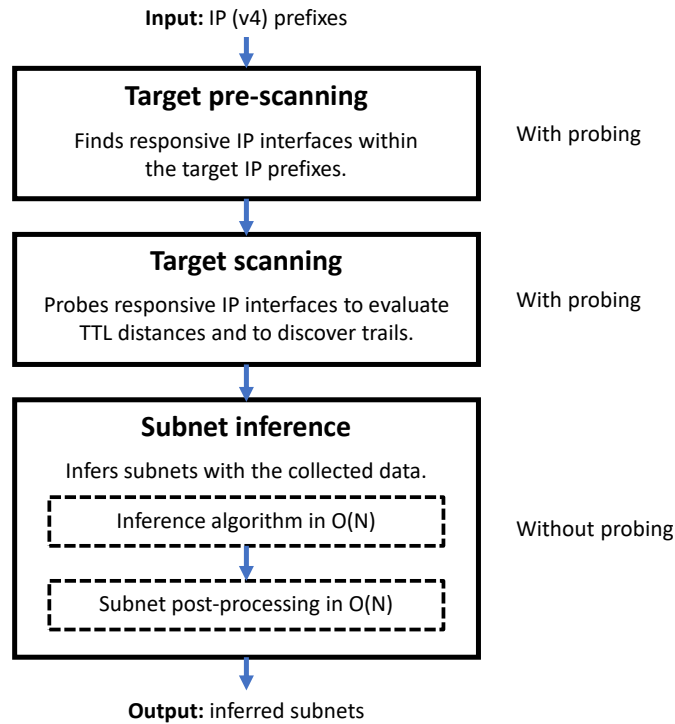 Input: IP (v4) prefixes
Target pre-scanning
Finds responsive IP interfaces within
the target IP prefixes.
With probing
Target scanning
Probes responsive IP interfaces to evaluate
TTL distances and to discover trails.
With probing
Subnet inference
Infers subnets with the collected data.
Inference algorithm in O(N)
Without probing
Subnet post-processing in O(N)
Output: inferred subnets